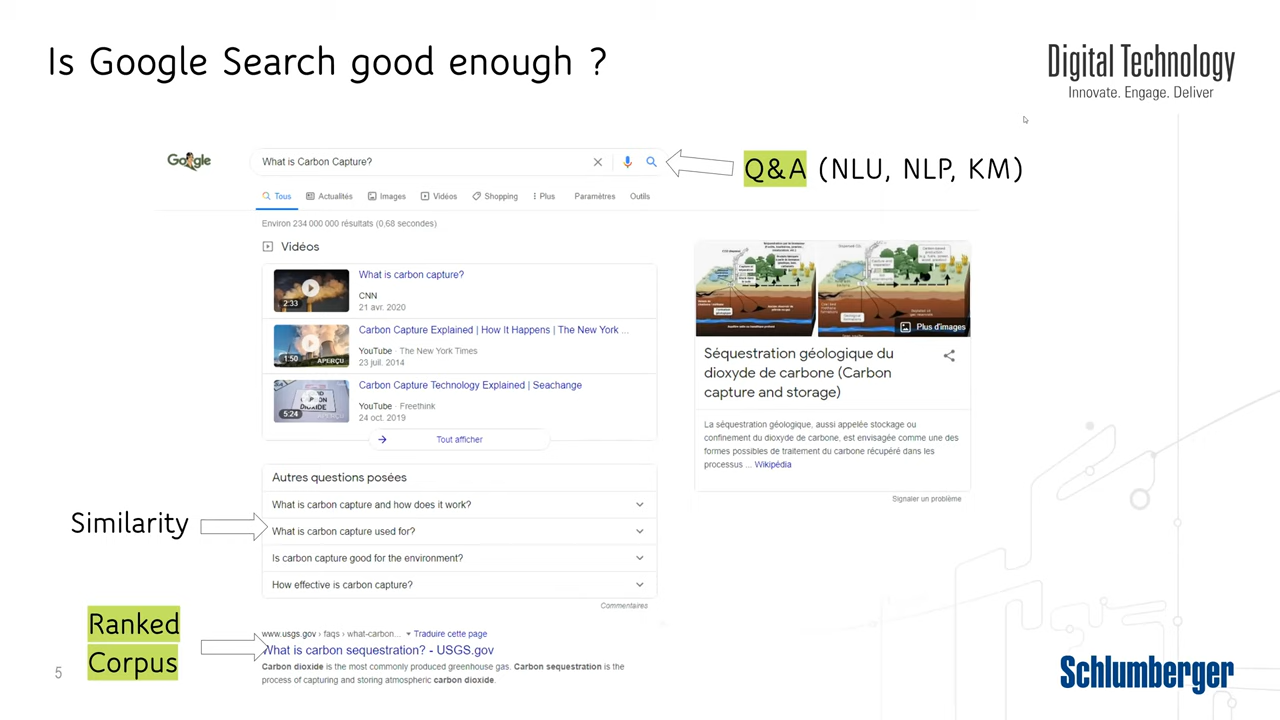 Is Google Search good enough ?
Digital Technology
Innovate. Engage. Deliver
Google
What is Carbon Capture?
Q&A (NLU, NLP, KM)
Tous
Actualités
Images
Vidéos
Shopping
Plus
Paramètres
Outils
Environ 234 000 000 résultats (0,68 secondes)
Vidéos
2:33
What is carbon capture?
CNN
21 avr. 2020
1:50
APERÇU
Carbon Capture Explained | How It Happens | The New York ...
YouTube · The New York Times
23 juil. 2014
5:24
Carbon Capture Technology Explained | Seachange
YouTube · Freethink
24 oct. 2019
Tout afficher
Plus d'images
Séquestration géologique du
dioxyde de carbone (Carbon
capture and storage)
La séquestration géologique, aussi appelée stockage ou
confinement du dioxyde de carbone, est envisagée comme une des
formes possibles de traitement du carbone récupéré dans les
processus ... Wikipédia
Signaler un problème
Autres questions posées
What is carbon capture and how does it work?
Similarity
What is carbon capture used for?
Is carbon capture good for the environment?
How effective is carbon capture?
Commentaires
Ranked
Corpus
www.usgs.gov › faqs › what-carbon... ▾ Traduire cette page
What is carbon sequestration? - USGS.gov
Carbon dioxide is the most commonly produced greenhouse gas. Carbon sequestration is the
process of capturing and storing atmospheric carbon dioxide.
5
Schlumberger